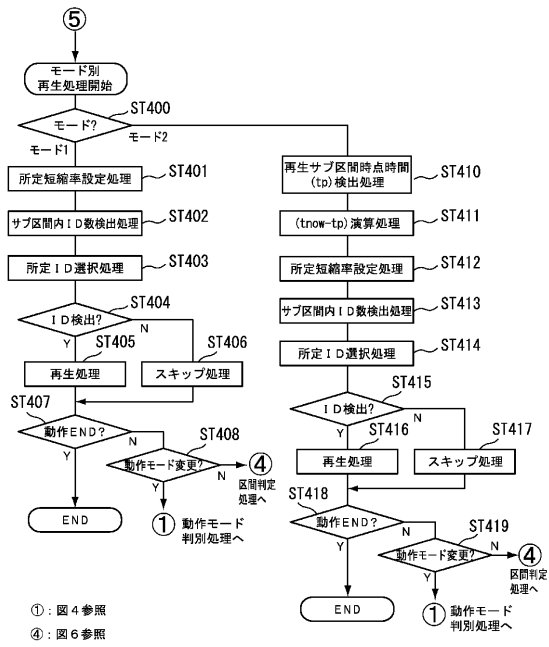 ⑤
モード別
再生処理開始
ST400
モード?
モード1
モード2
ST401
所定短縮率設定処理
ST402
サブ区間内ID数検出処理
ST403
所定ID選択処理
ST404
ID検出?
Y
N
ST405
再生処理
ST406
スキップ処理
ST407
動作END?
Y
N
ST408
動作モード変更?
Y
N
END
④
区間判定
処理へ
①
動作モード
判別処理へ
ST410
再生サブ区間時点時間
(tp)検出処理
ST411
(tnow-tp)演算処理
ST412
所定短縮率設定処理
ST413
サブ区間内ID数検出処理
ST414
所定ID選択処理
ST415
ID検出?
Y
N
ST416
再生処理
ST417
スキップ処理
ST418
動作END?
Y
N
ST419
動作モード変更?
Y
N
END
④
区間判定
処理へ
①
動作モード
判別処理へ
①:図4参照
④:図6参照